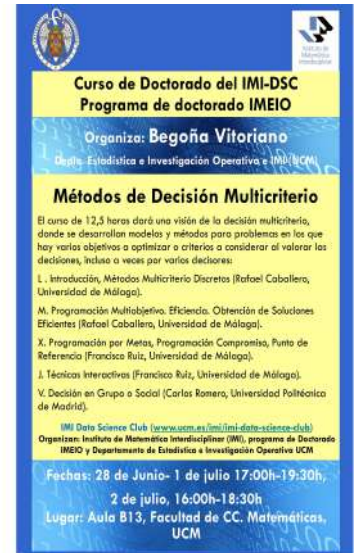 Instituto de
Matemática
Interdisciplinar
Curso de Doctorado del IMI-DSC
Programa de doctorado IMEIO
Organiza: Begoña Vitoriano
Depto. Estadística e Investigación Operativa e IMI (UCM)
Métodos de Decisión Multicriterio
El curso de 12,5 horas dará una visión de la decisión multicriterio,
donde se desarrollan modelos y métodos para problemas en los que
hay varios objetivos a optimizar o criterios a considerar al valorar las
decisiones, incluso a veces por varios decisores:
L . Introducción, Métodos Multicriterio Discretos (Rafael Caballero,
Universidad de Málaga).
M. Programación Multiobjetivo. Eficiencia. Obtención de Soluciones
Eficientes (Rafael Caballero, Universidad de Málaga).
X. Programación por Metas, Programación Compromiso, Punto de
Referencia (Francisco Ruiz, Universidad de Málaga).
J. Técnicas Interactivas (Francisco Ruiz, Universidad de Málaga).
V. Decisión en Grupo o Social (Carlos Romero, Universidad Politécnica
de Madrid).
IMI Data Science Club (www.ucm.es/imi/imi-data-science-club)
Organizan: Instituto de Matemática Interdisciplinar (IMI), programa de Doctorado
IMEIO y Departamento de Estadística e Investigación Operativa UCM
Fechas: 28 de Junio- 1 de julio 17:00h-19:30h,
2 de julio, 16:00h-18:30h
Lugar: Aula B13, Facultad de CC. Matemáticas,
UCM